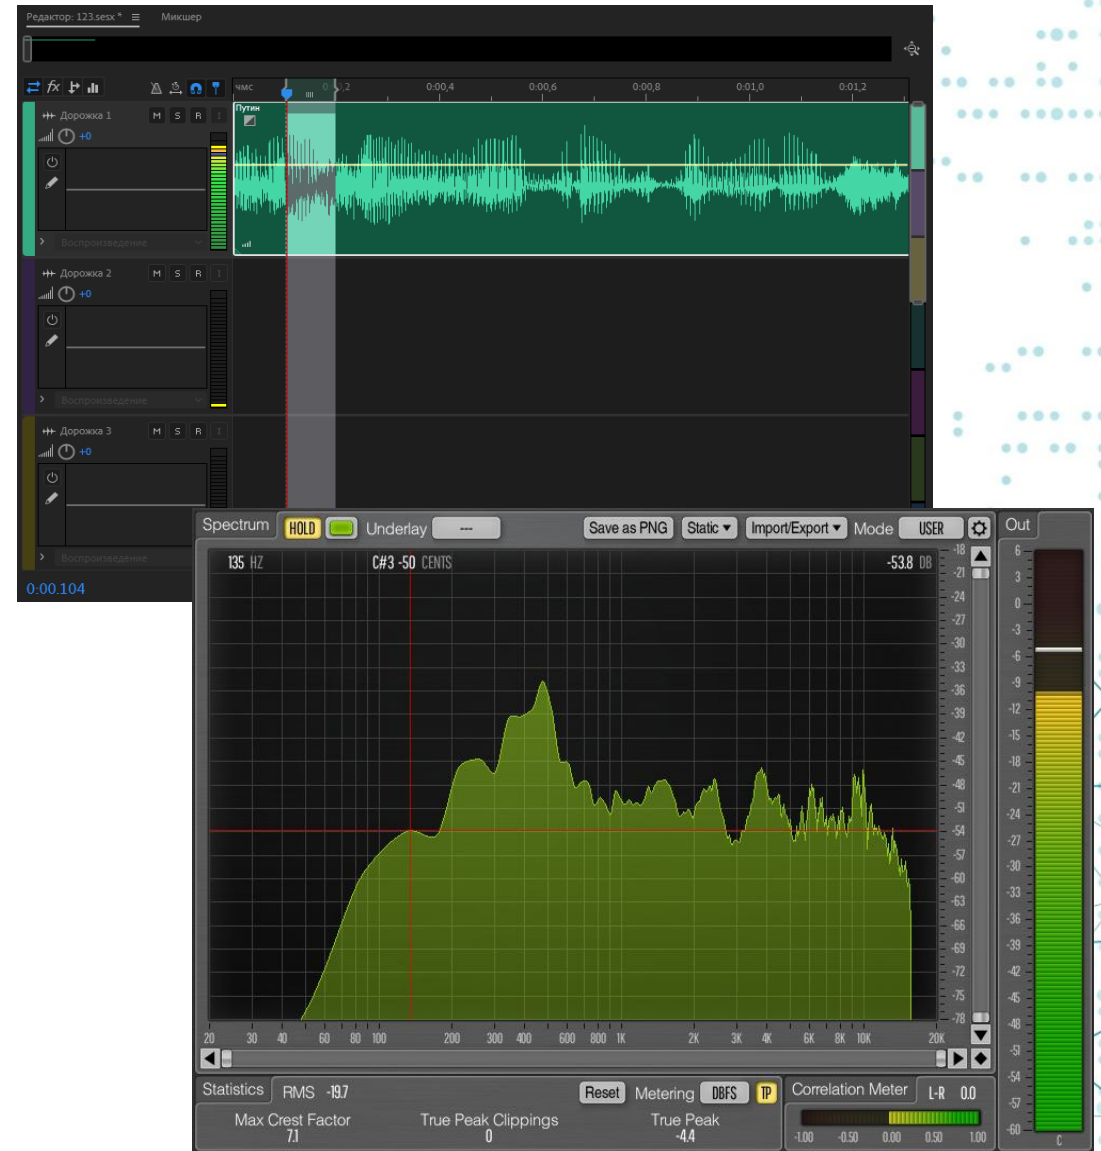 Редактор: 123.sesx * ☰ Микшер
чмс 0:00,4 0:00,6 0:00,8 0:01,0 0:01,2
Путин
Дорожка 1 M S R I
+0
Воспроизведение
Дорожка 2 M S R I
+0
Воспроизведение
Дорожка 3 M S R I
+0
Воспроизведение
0:00.104
Spectrum HOLD Underlay --- Save as PNG Static ▼ Import/Export ▼ Mode USER
135 HZ C#3 -50 CENTS -53.8 DB
-18
-21
-24
-27
-30
-33
-36
-39
-42
-45
-48
-51
-54
-57
-60
-63
-66
-69
-72
-75
-78
20 30 40 60 80 100 200 300 400 600 800 1K 2K 3K 4K 6K 8K 10K 20K
Out
6
3
0
-3
-6
-9
-12
-15
-18
-21
-24
-27
-30
-33
-36
-39
-42
-45
-48
-51
-54
-57
-60
C
Statistics RMS -19.7 Reset Metering DBFS TP
Max Crest Factor True Peak Clippings True Peak
7.1 0 -4.4
Correlation Meter L-R 0.0
-1.00 -0.50 0.00 0.50 1.00